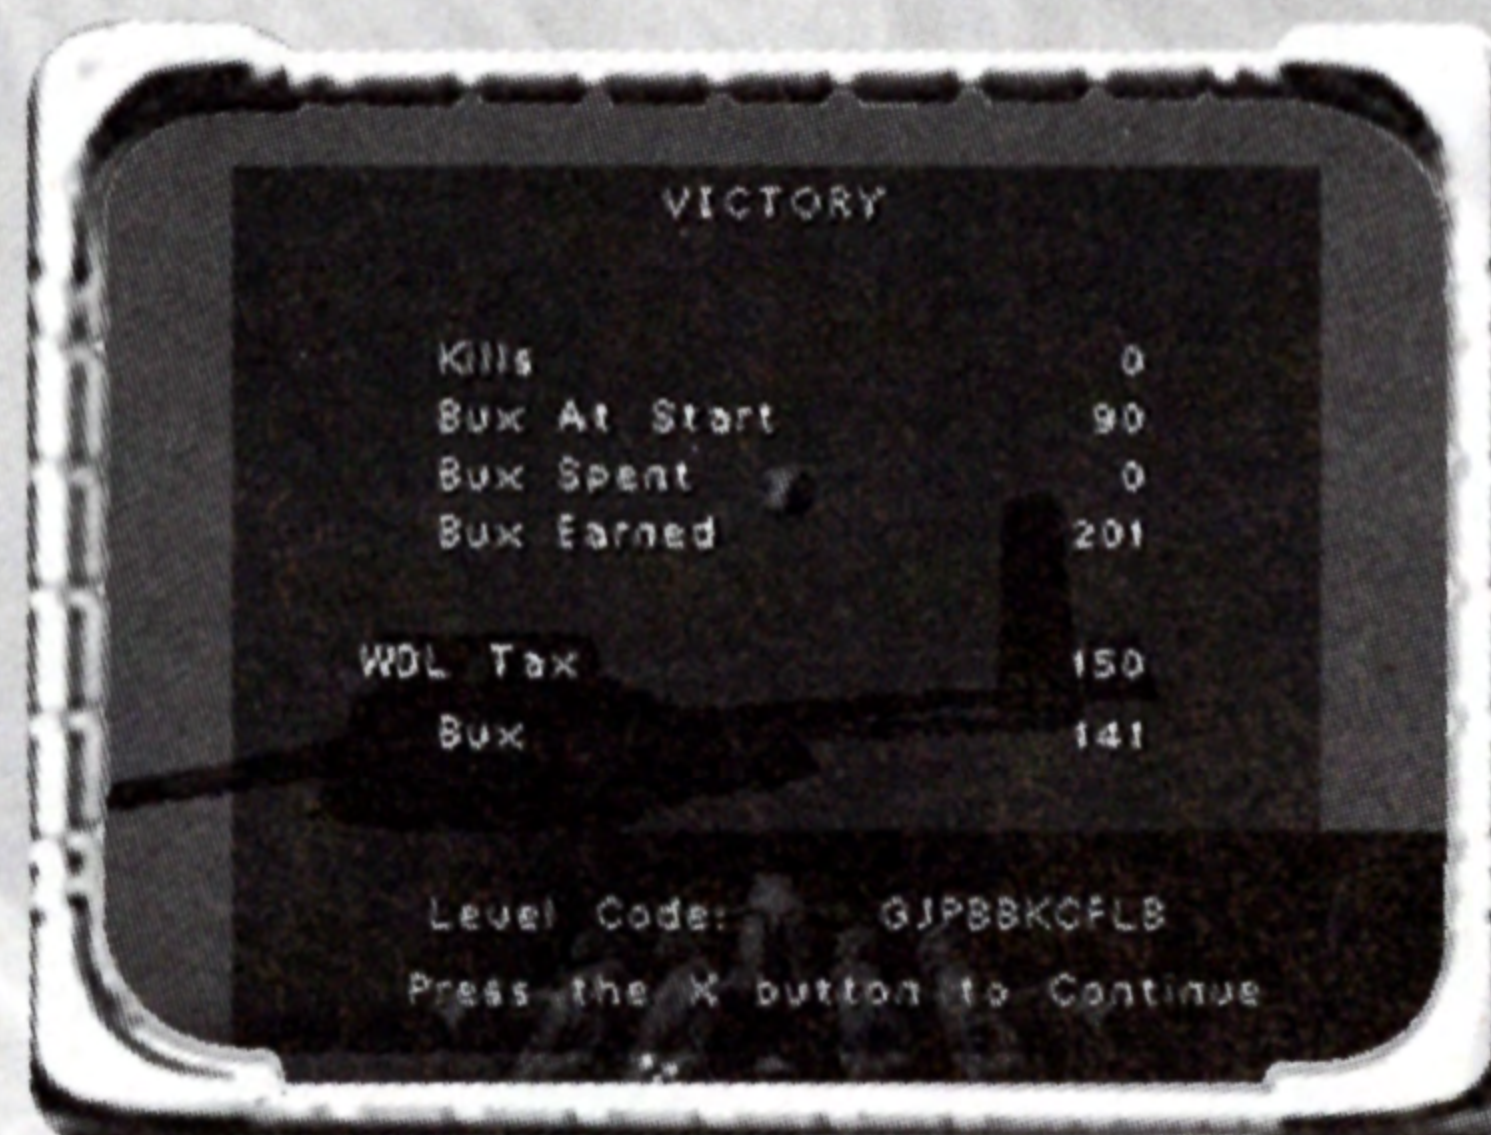 VICTORY
Kills 0
Bux At Start 90
Bux Spent 0
Bux Earned 201
WDL Tax 150
Bux 141
Level Code:
Press the X button to Continue